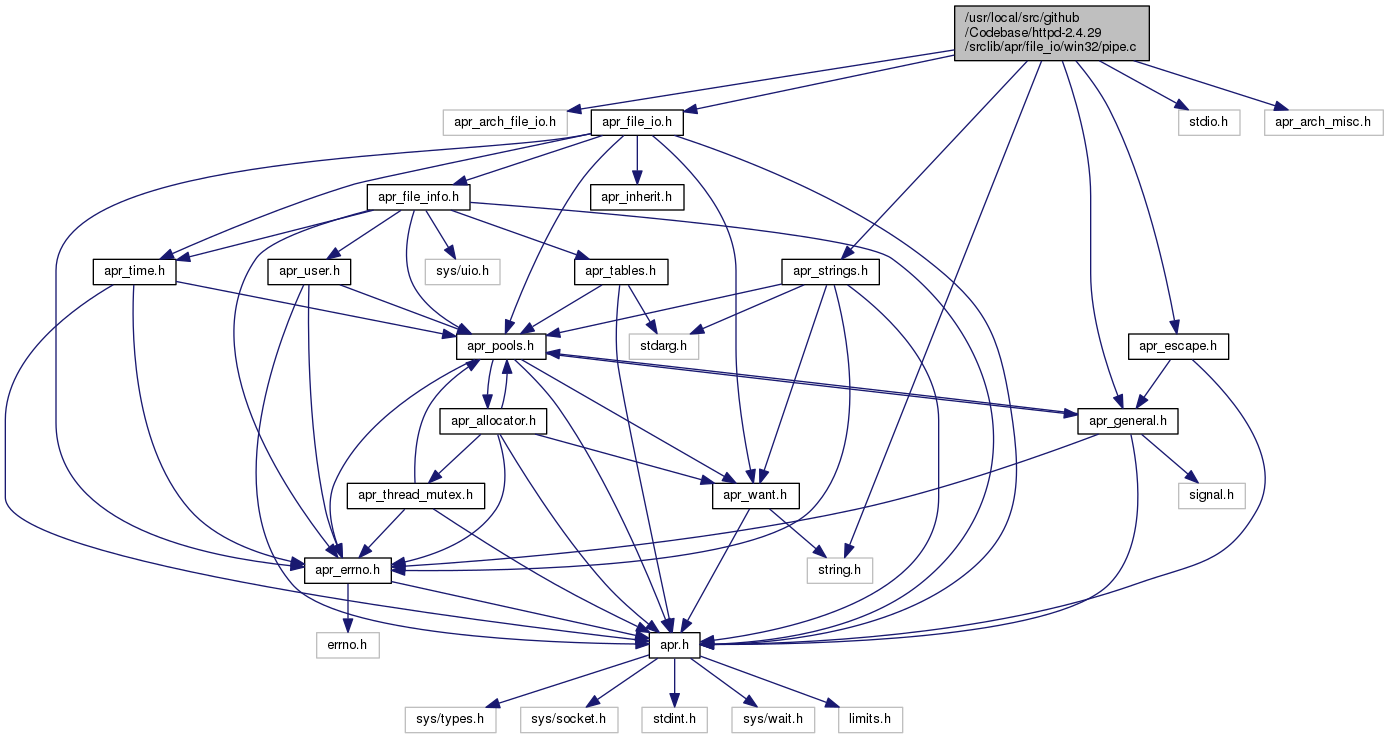 /usr/local/src/github
/Codebase/httpd-2.4.29
/srclib/apr/file_io/win32/pipe.c
apr_arch_file_io.h
apr_file_io.h
stdio.h
apr_arch_misc.h
apr_file_info.h
apr_inherit.h
apr_time.h
apr_user.h
sys/uio.h
apr_tables.h
apr_strings.h
apr_pools.h
stdarg.h
apr_escape.h
apr_allocator.h
apr_general.h
apr_thread_mutex.h
apr_want.h
signal.h
apr_errno.h
string.h
errno.h
apr.h
sys/types.h
sys/socket.h
stdint.h
sys/wait.h
limits.h